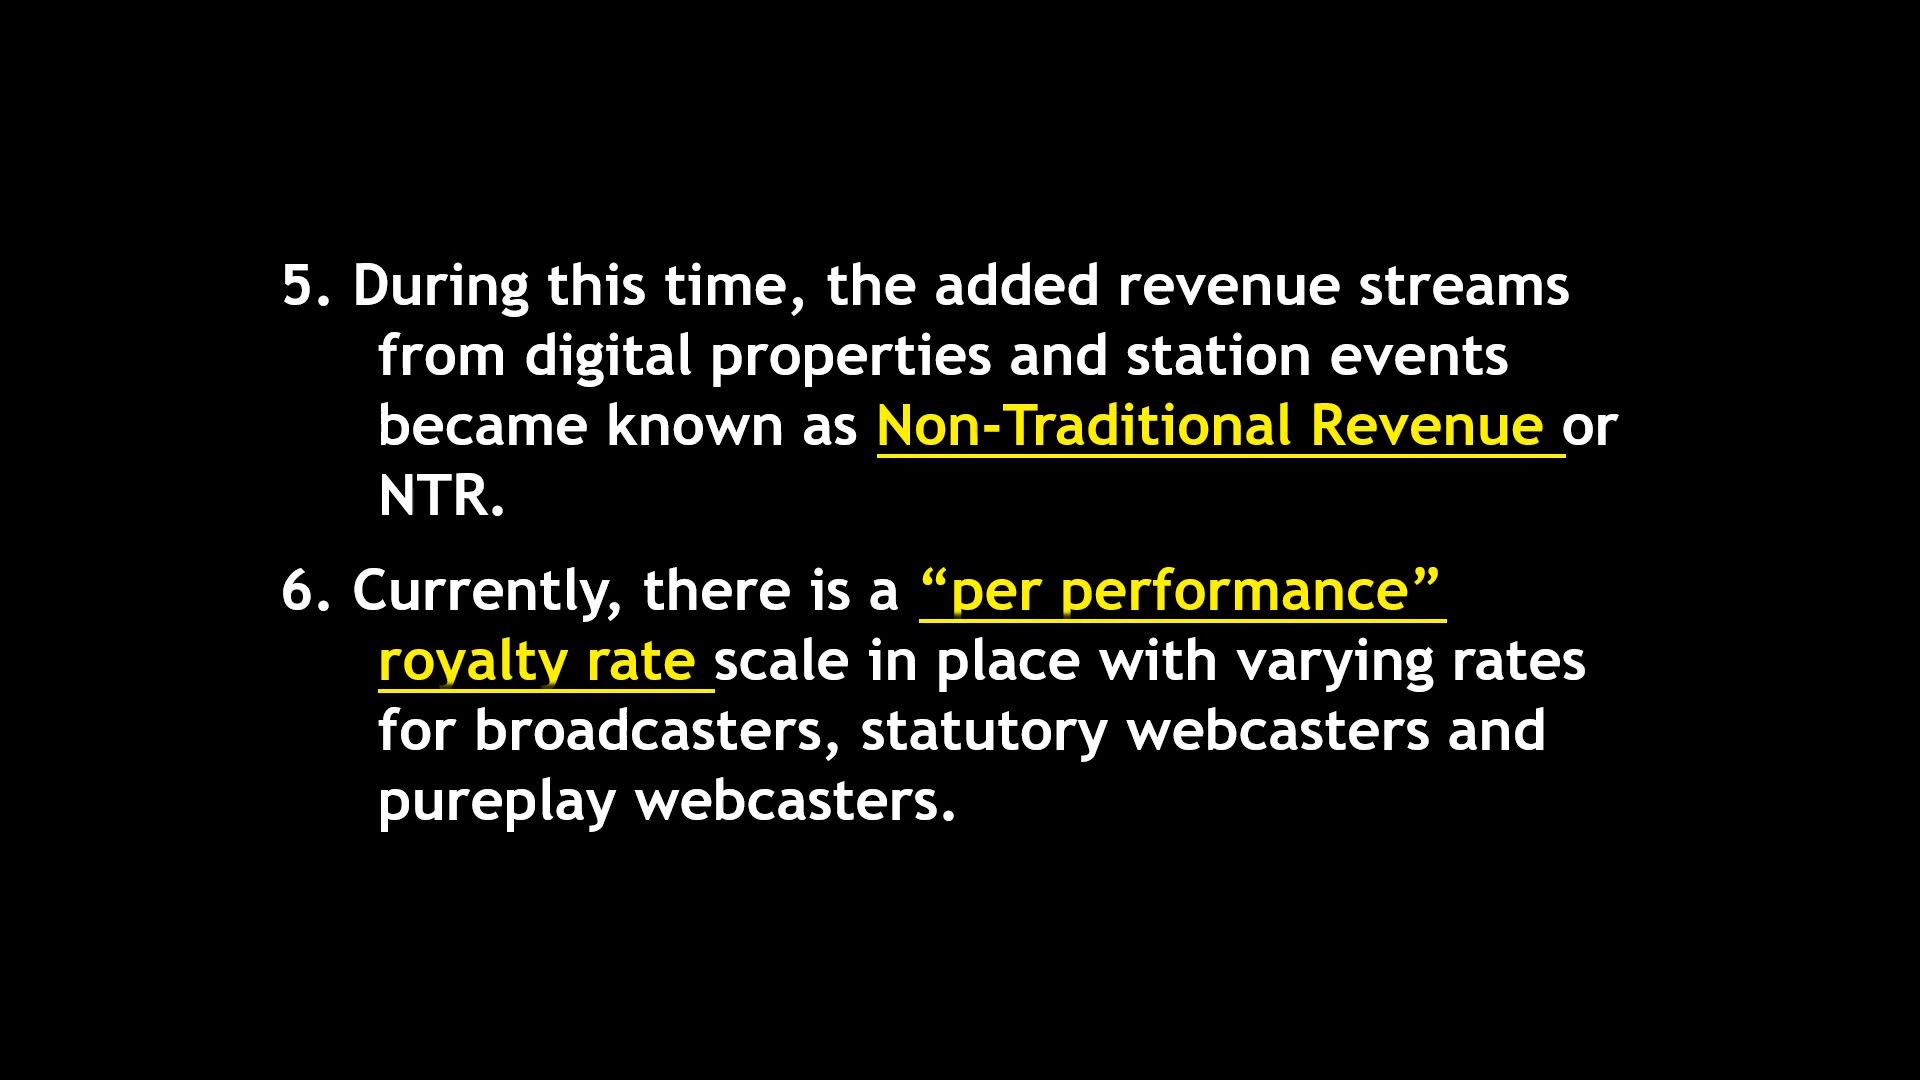 5. During this time, the added revenue streams
from digital properties and station events
became known as Non-Traditional Revenue or
NTR.
6. Currently, there is a “per performance”
royalty rate scale in place with varying rates
for broadcasters, statutory webcasters and
pureplay webcasters.